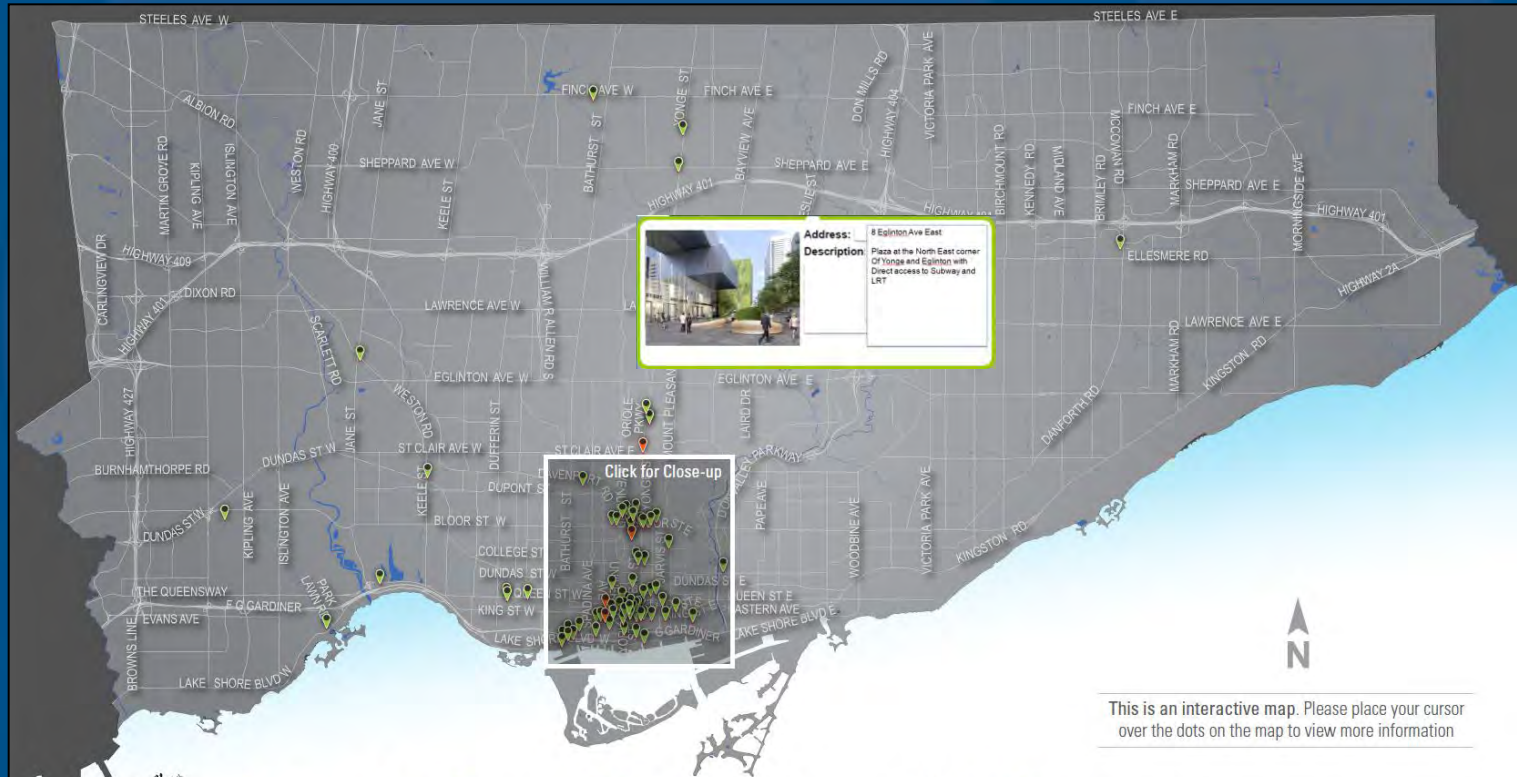 STEELES AVE W
STEELES AVE E
FINCH AVE W
YONGE ST
FINCH AVE E
DON MILLS RD
HIGHWAY 404
VICTORIA PARK AVE
ALBION RD
JANE ST
FINCH AVE E
BATHURST ST
BAYVIEW AVE
MARTIN GROVE RD
KIPLING AVE
ISLINGTON AVE
WESTON RD
HIGHWAY 400
SHEPPARD AVE W
KEELE ST
SHEPPARD AVE E
BIRCHMOUNT RD
KENNEDY RD
MIDLAND AVE
BRIMLEY RD
MCCOWAN RD
MARKHAM RD
SHEPPARD AVE E
MORNINGSIDE AVE
HIGHWAY 401
HIGHWAY 401
CARLINGVIEW DR
HIGHWAY 409
Address:
8 Eglinton Ave East
Description:
Plaza at the North East corner
Of Yonge and Eglinton with
Direct access to Subway and
LRT
ELLESMERE RD
HIGHWAY 2A
DIXON RD
WILLIAM R ALLEN RD S
HIGHWAY 401
LAWRENCE AVE W
LAWRENCE AVE E
SCARLETT RD
MARKHAM RD
KINGSTON RD
EGLINTON AVE W
EGLINTON AVE E
HIGHWAY 427
WESTON RD
ORIOLE PKWY
MOUNT PLEASAN
LAIRD DR
DANFORTH RD
JANE ST
DUFFERIN ST
DUNDAS ST W
ST CLAIR AVE W
ST CLAIR AVE E
BURNHAMTHORPE RD
Click for Close-up
KEELE ST
DUPONT ST
BATHURST ST
PAPE AVE
WOODBINE AVE
VICTORIA PARK AVE
DUNDAS ST W
KIPLING AVE
ISLINGTON AVE
BLOOR ST W
JARVIS ST
KINGSTON RD
COLLEGE ST
DUNDAS ST W
DUNDAS ST E
THE QUEENSWAY
PARK LAWN RD
QUEEN ST W
QUEEN ST E
F G GARDINER
KING ST W
EASTERN AVE
EVANS AVE
LAKE SHORE BLVD W
LAKE SHORE BLVD E
BROWNS LINE
LAKE SHORE BLVD W
N
This is an interactive map. Please place your cursor
over the dots on the map to view more information